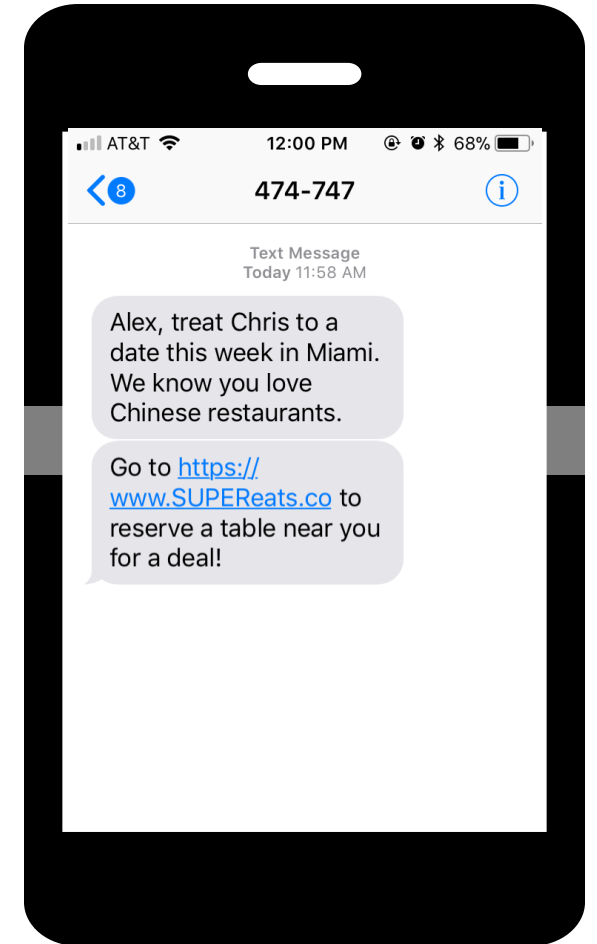 AT&T 12:00 PM 68%
8 474-747 i
Text Message
Today 11:58 AM
Alex, treat Chris to a
date this week in Miami.
We know you love
Chinese restaurants.
Go to https://
www.SUPEReats.co to
reserve a table near you
for a deal!